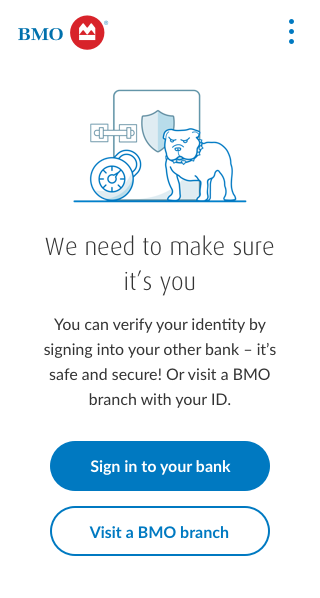 BMO
We need to make sure
it's you
You can verify your identity by
signing into your other bank – it's
safe and secure! Or visit a BMO
branch with your ID.
Sign in to your bank
Visit a BMO branch